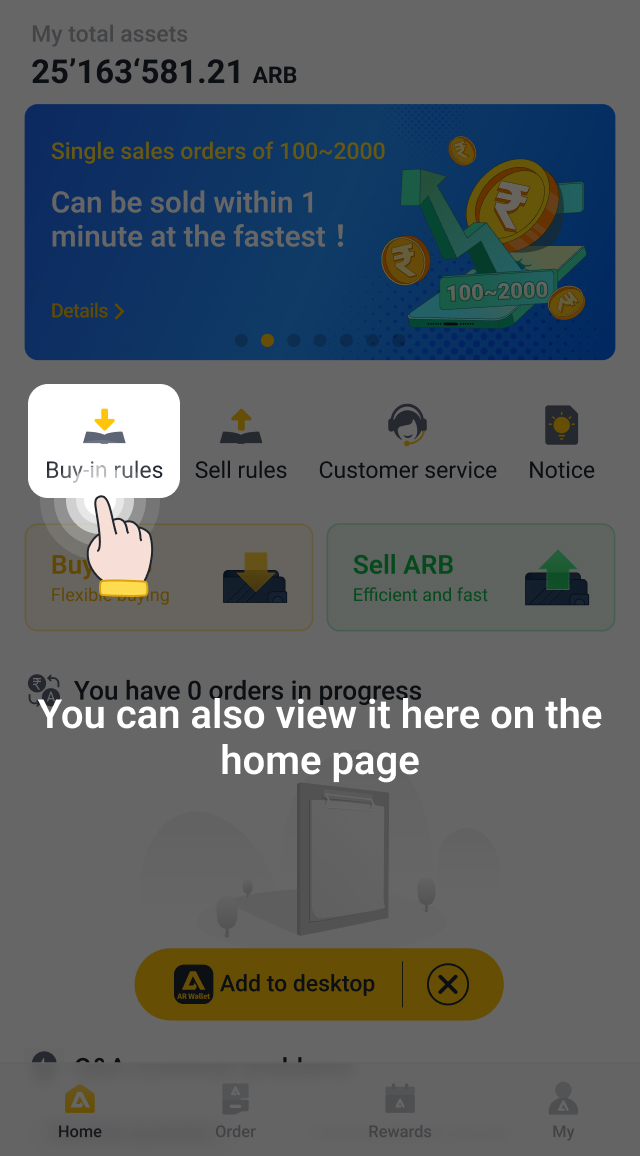 My total assets
25’163‘581.21 ARB
Single sales orders of 100~2000
Can be sold within 1
minute at the fastest！
100~2000
Details
Buy-in rules
Sell rules
Customer service
Notice
Buy
Flexible buying
Sell ARB
Efficient and fast
You have 0 orders in progress
You can also view it here on the
home page
AR Wallet
Add to desktop
Home
Order
Rewards
My